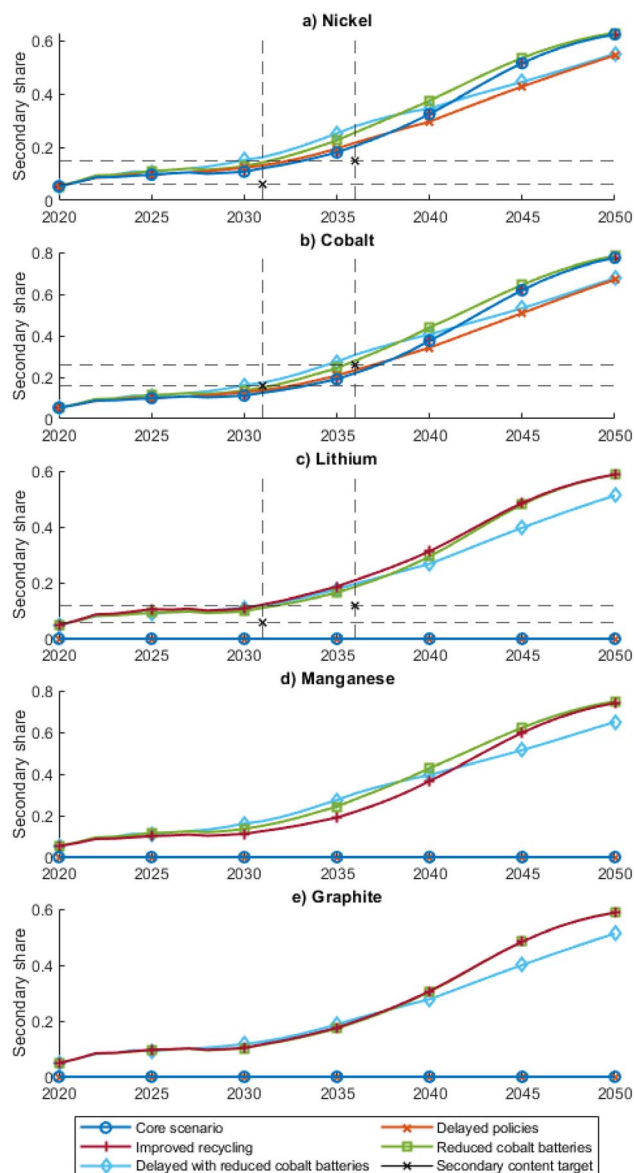 a) Nickel
Secondary share
0.6
0.4
0.2
0
2020 2025 2030 2035 2040 2045 2050
b) Cobalt
Secondary share
0.8
0.6
0.4
0.2
0
2020 2025 2030 2035 2040 2045 2050
c) Lithium
Secondary share
0.6
0.4
0.2
0
2020 2025 2030 2035 2040 2045 2050
d) Manganese
Secondary share
0.8
0.6
0.4
0.2
0
2020 2025 2030 2035 2040 2045 2050
e) Graphite
Secondary share
0.6
0.4
0.2
0
2020 2025 2030 2035 2040 2045 2050
Core scenario Delayed policies
Improved recycling Reduced cobalt batteries
Delayed with reduced cobalt batteries Secondary content target